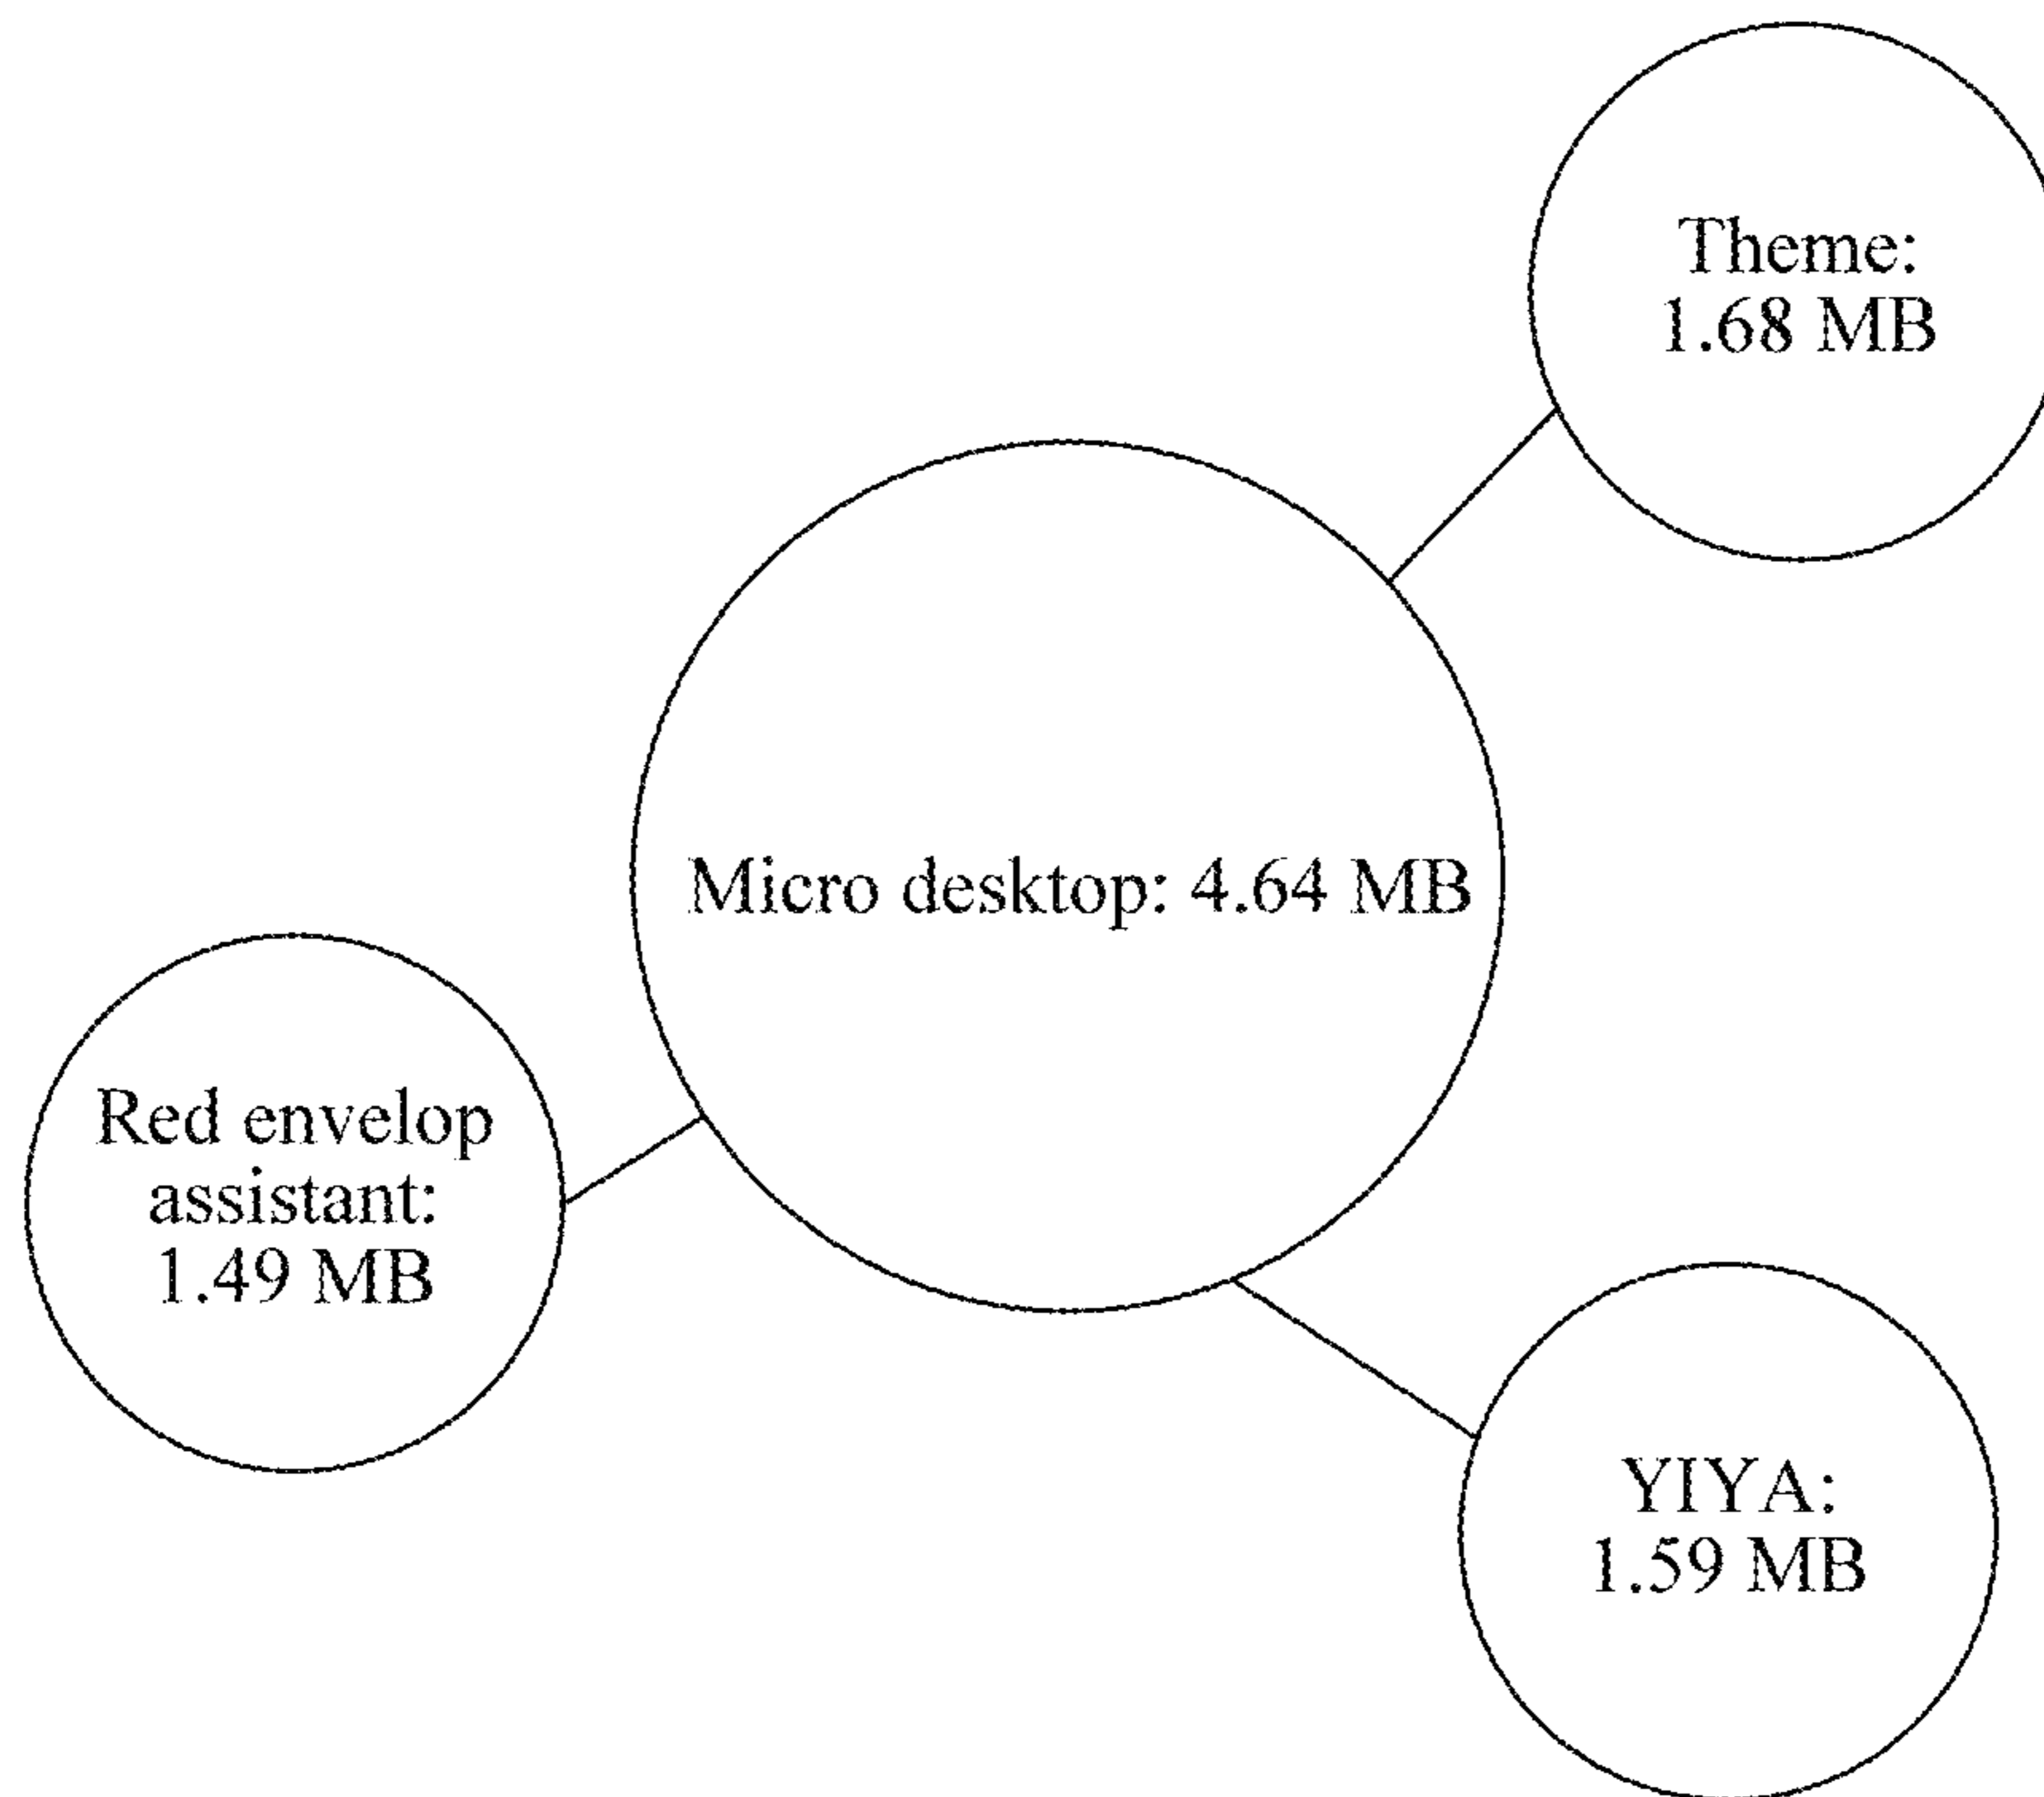 Theme:
1.68 MB
Micro desktop: 4.64 MB
Red envelop
assistant:
1.49 MB
YIYA:
1.59 MB